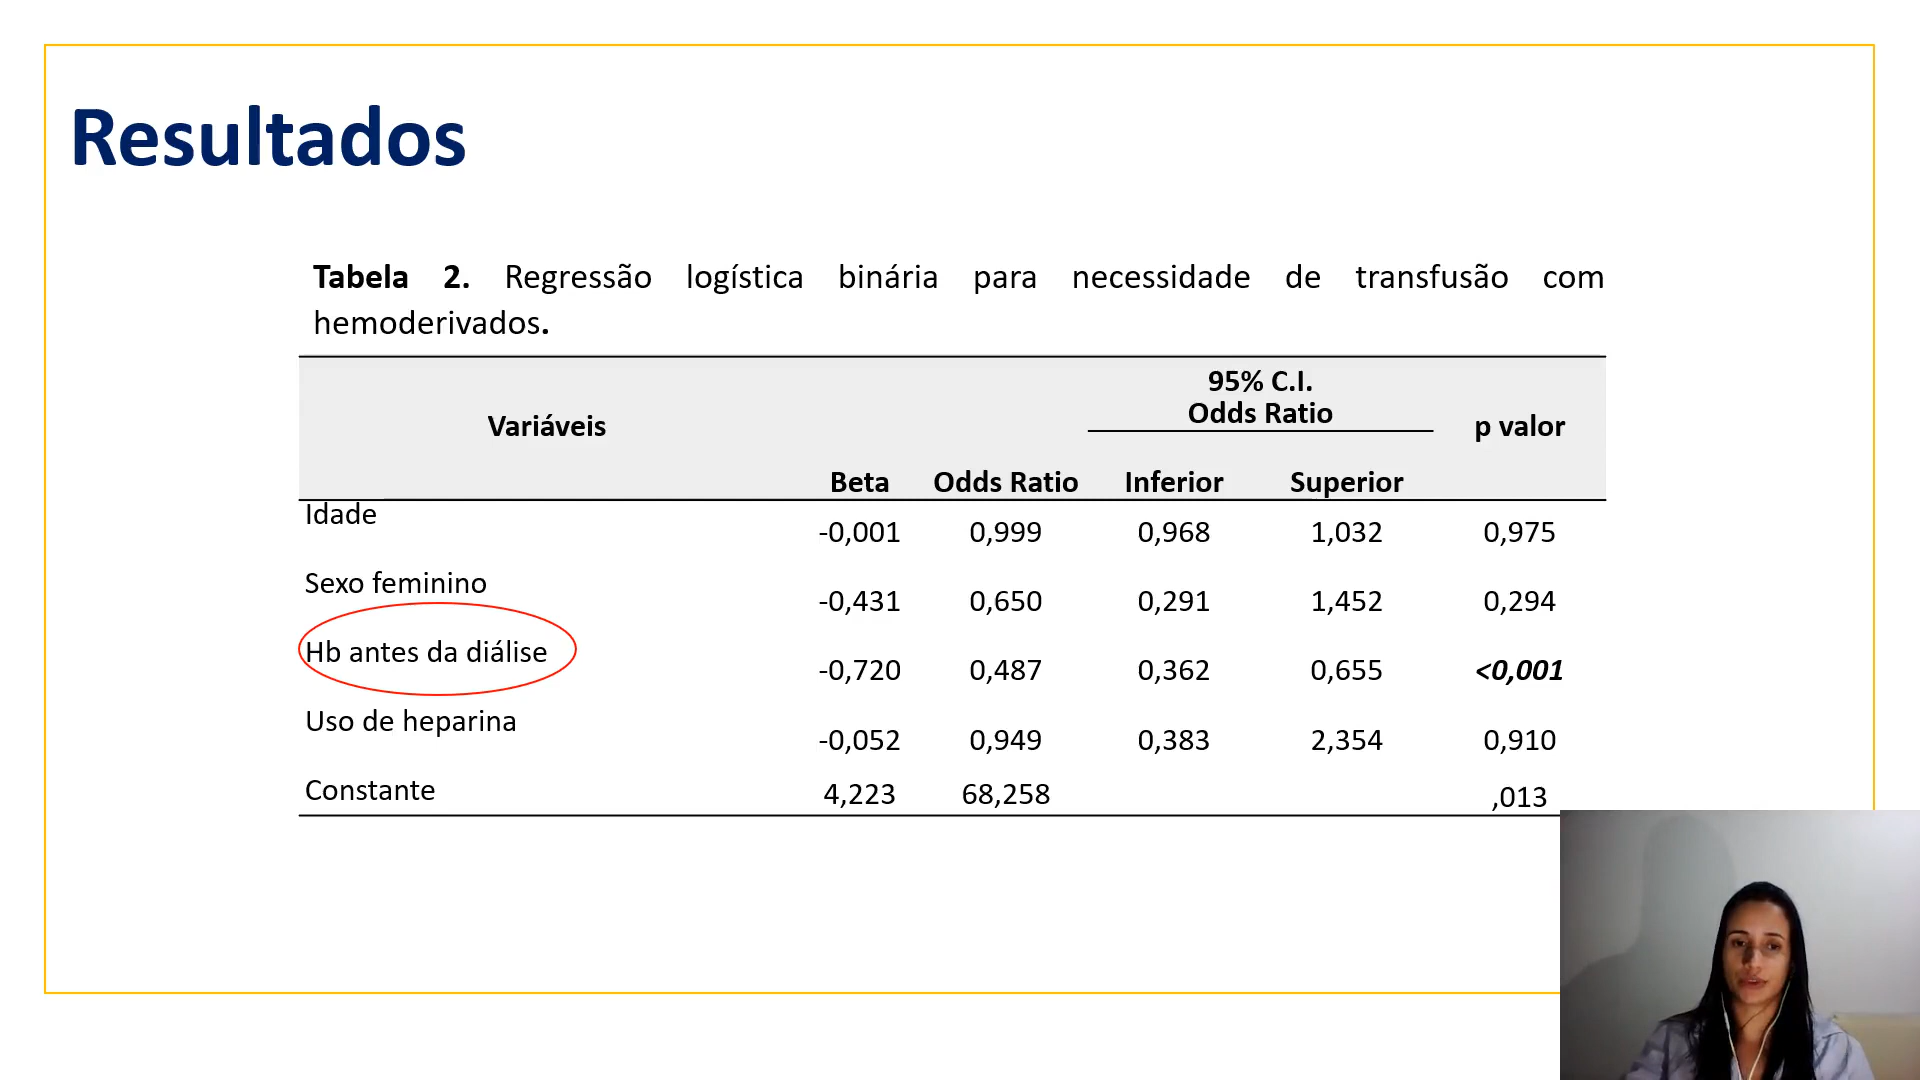 Resultados
Tabela 2. Regressão logística binária para necessidade de transfusão com
hemoderivados.
95% C.I.
Odds Ratio
Variáveis p valor
Beta Odds Ratio Inferior Superior
Idade -0,001 0,999 0,968 1,032 0,975
Sexo feminino -0,431 0,650 0,291 1,452 0,294
Hb antes da diálise -0,720 0,487 0,362 0,655 <0,001
Uso de heparina -0,052 0,949 0,383 2,354 0,910
Constante 4,223 68,258 ,013